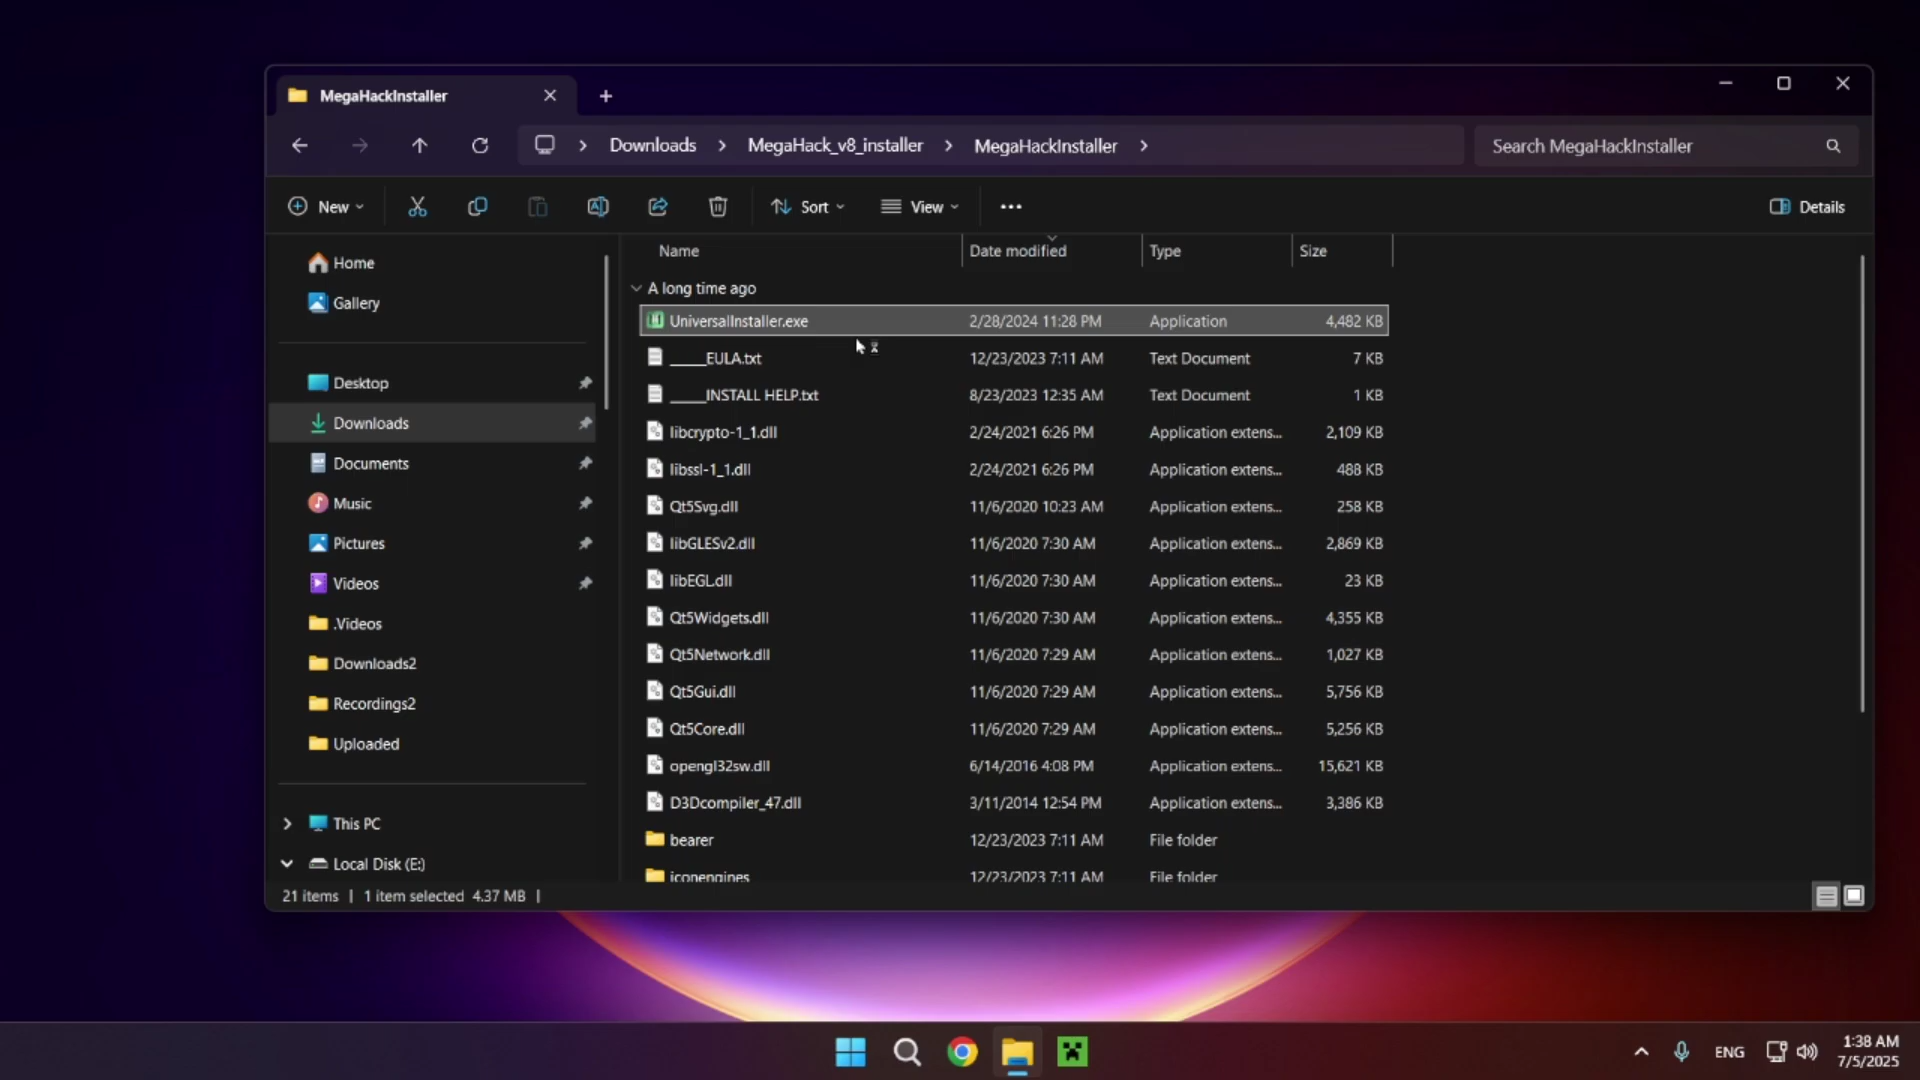 MegaHackInstaller
Downloads MegaHack_v8_installer MegaHackInstaller Search MegaHackInstaller
New Sort View Details
Home
Gallery
Desktop
Downloads
Documents
Music
Pictures
Videos
.Videos
Downloads2
Recordings2
Uploaded
This PC
Local Disk (E:)
Name Date modified Type Size
A long time ago
UniversalInstaller.exe 2/28/2024 11:28 PM Application 4,482 KB
_____EULA.txt 12/23/2023 7:11 AM Text Document 7 KB
_____INSTALL HELP.txt 8/23/2023 12:35 AM Text Document 1 KB
libcrypto-1_1.dll 2/24/2021 6:26 PM Application extens... 2,109 KB
libssl-1_1.dll 2/24/2021 6:26 PM Application extens... 488 KB
Qt5Svg.dll 11/6/2020 10:23 AM Application extens... 258 KB
libGLESv2.dll 11/6/2020 7:30 AM Application extens... 2,869 KB
libEGL.dll 11/6/2020 7:30 AM Application extens... 23 KB
Qt5Widgets.dll 11/6/2020 7:30 AM Application extens... 4,355 KB
Qt5Network.dll 11/6/2020 7:29 AM Application extens... 1,027 KB
Qt5Gui.dll 11/6/2020 7:29 AM Application extens... 5,756 KB
Qt5Core.dll 11/6/2020 7:29 AM Application extens... 5,256 KB
opengl32sw.dll 6/14/2016 4:08 PM Application extens... 15,621 KB
D3Dcompiler_47.dll 3/11/2014 12:54 PM Application extens... 3,386 KB
bearer 12/23/2023 7:11 AM File folder
iconengines 12/23/2023 7:11 AM File folder
21 items | 1 item selected 4.37 MB |
ENG
1:38 AM
7/5/2025